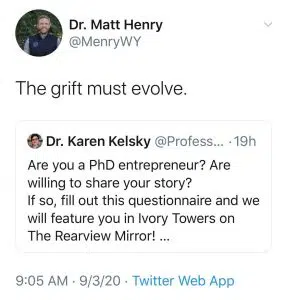 Dr. Matt Henry
@MenryWY
The grift must evolve.
Dr. Karen Kelsky @Profess... · 19h
Are you a PhD entrepreneur? Are
willing to share your story?
If so, fill out this questionnaire and we
will feature you in Ivory Towers on
The Rearview Mirror! ...
9:05 AM · 9/3/20 · Twitter Web App